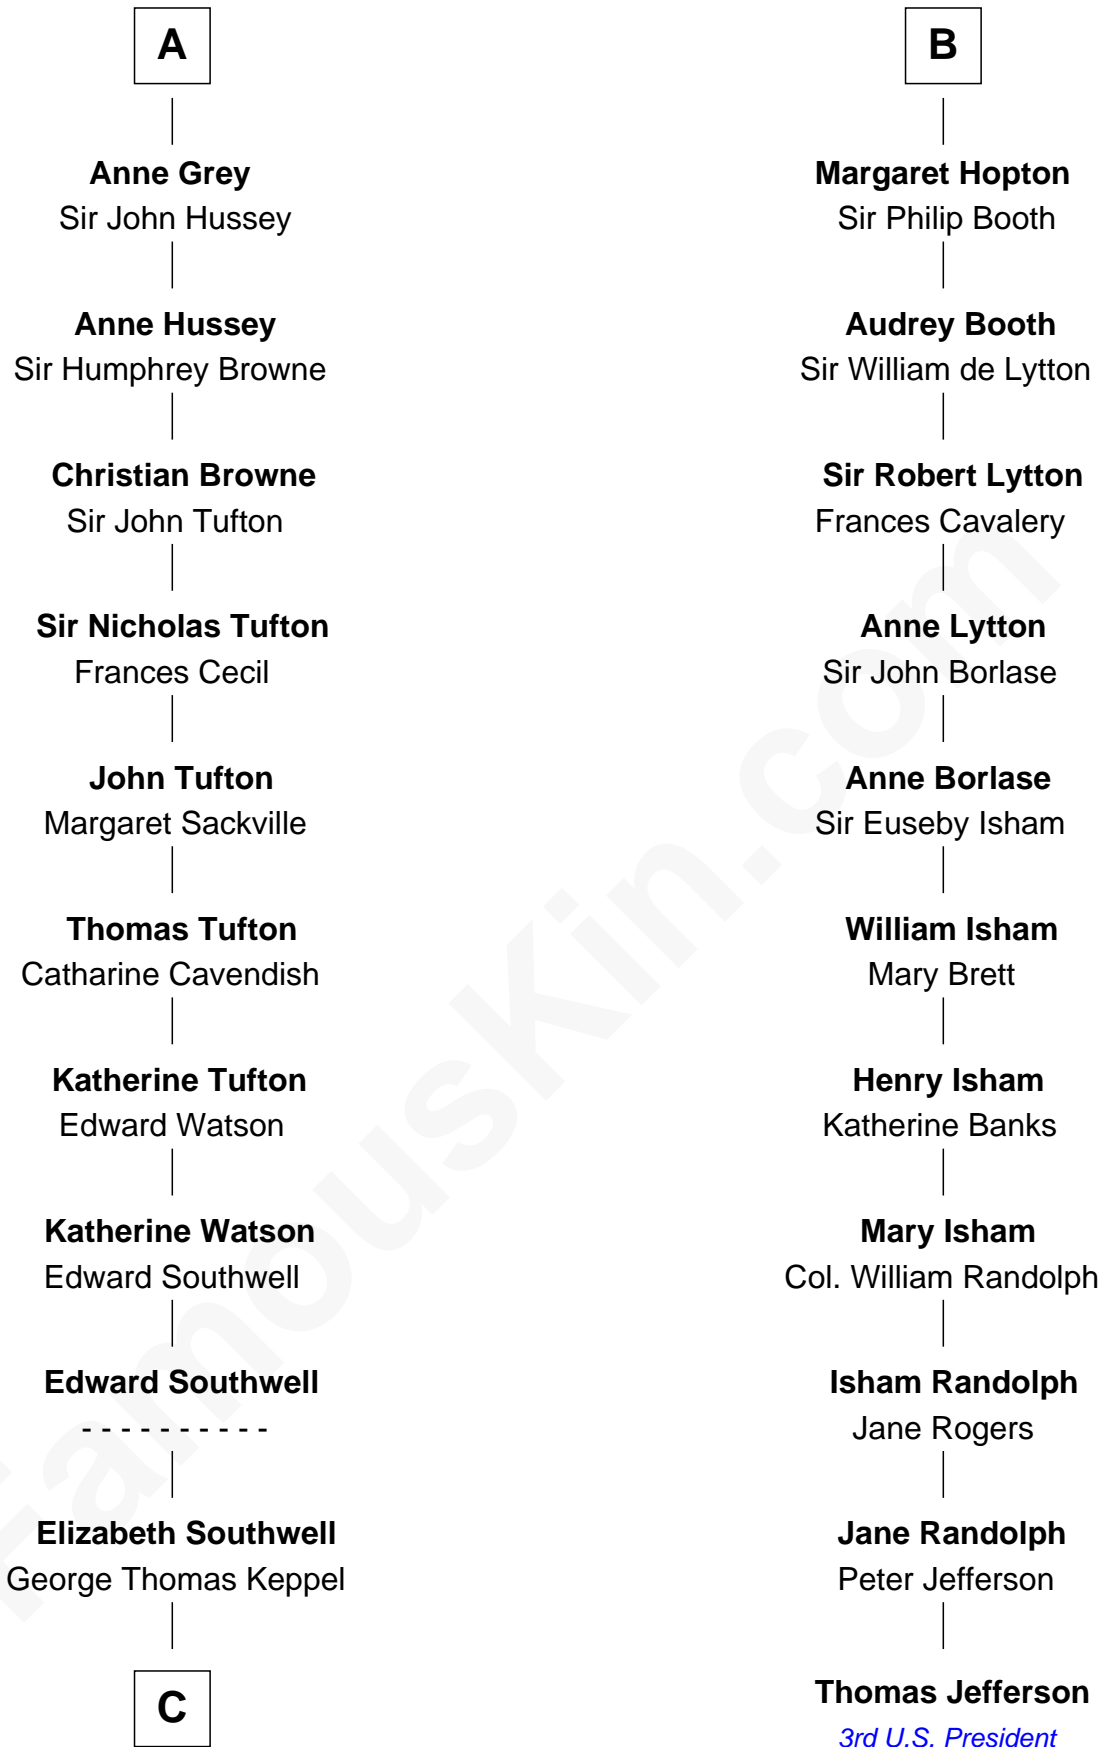 A
Anne Grey
Sir John Hussey
Anne Hussey
Sir Humphrey Browne
Christian Browne
Sir John Tufton
Sir Nicholas Tufton
Frances Cecil
John Tufton
Margaret Sackville
Thomas Tufton
Catharine Cavendish
Katherine Tufton
Edward Watson
Katherine Watson
Edward Southwell
Edward Southwell
- - - - - - - - - -
Elizabeth Southwell
George Thomas Keppel
C
B
Margaret Hopton
Sir Philip Booth
Audrey Booth
Sir William de Lytton
Sir Robert Lytton
Frances Cavalery
Anne Lytton
Sir John Borlase
Anne Borlase
Sir Euseby Isham
William Isham
Mary Brett
Henry Isham
Katherine Banks
Mary Isham
Col. William Randolph
Isham Randolph
Jane Rogers
Jane Randolph
Peter Jefferson
Thomas Jefferson
3rd U.S. President
FamousKin.com